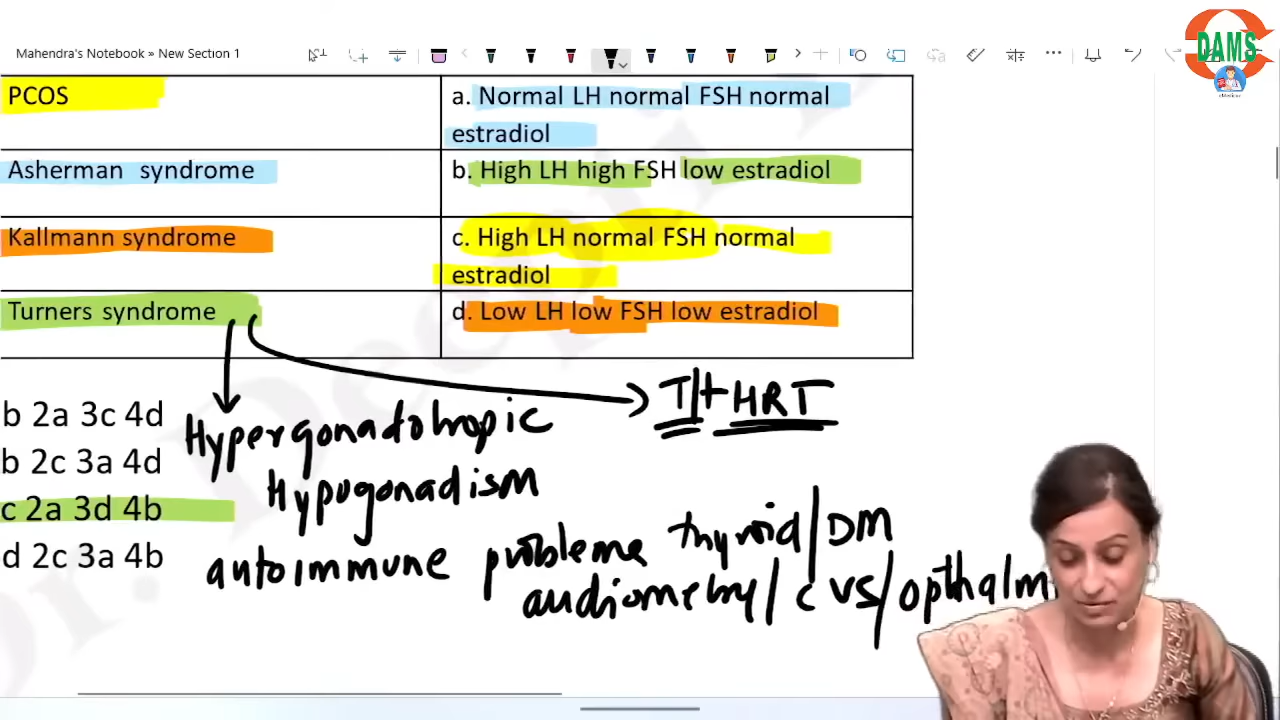 Mahendra's Notebook » New Section 1
DAMS
PCOS
a. Normal LH normal FSH normal
estradiol
Asherman syndrome
b. High LH high FSH low estradiol
Kallmann syndrome
c. High LH normal FSH normal
estradiol
Turners syndrome
d. Low LH low FSH low estradiol
T/t HRT
b 2a 3c 4d
b 2c 3a 4d
c 2a 3d 4b
d 2c 3a 4b
Hypergonadotropic
Hypogonadism
autoimmune problems thyroid/DM
audiometry/CVS/opthalm